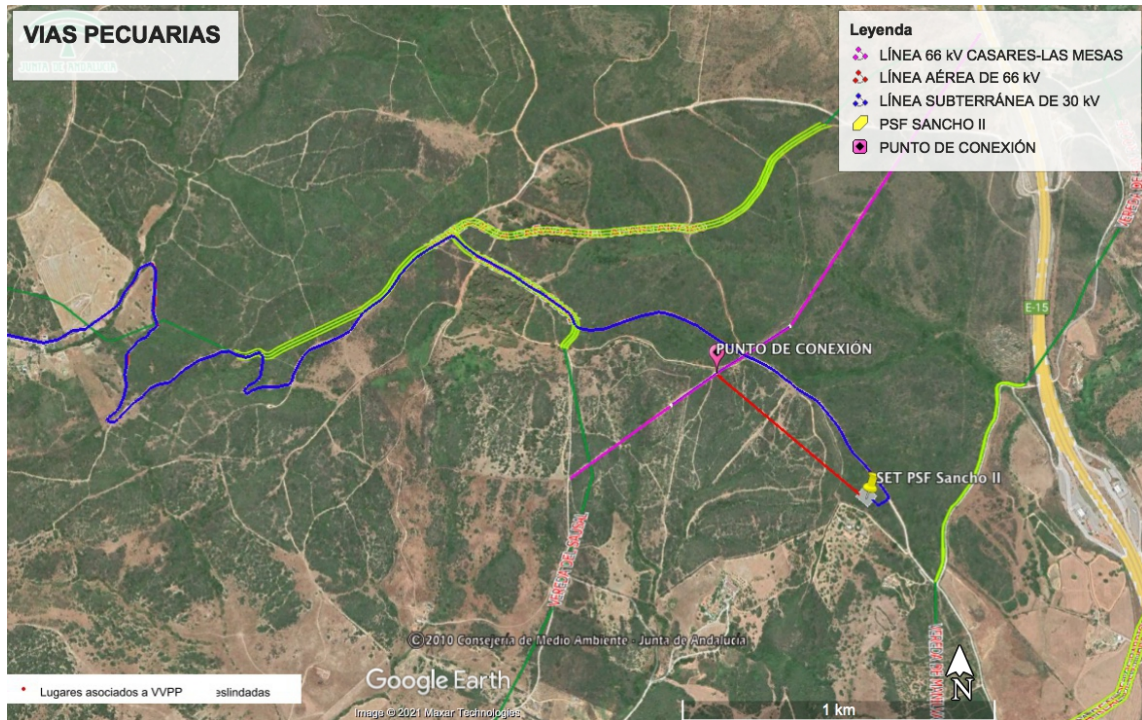 VIAS PECUARIAS
JUNTA DE ANDALUCIA
Leyenda
LÍNEA 66 kV CASARES-LAS MESAS
LÍNEA AÉREA DE 66 kV
LÍNEA SUBTERRÁNEA DE 30 kV
PSF SANCHO II
PUNTO DE CONEXIÓN
E-15
PUNTO DE CONEXIÓN
SET PSF Sancho II
©2010 Consejería de Medio Ambiente - Junta de Andalucía
Lugares asociados a VVPP eslindadas
Google Earth
Image © 2021 Maxar Technologies
1 km
N